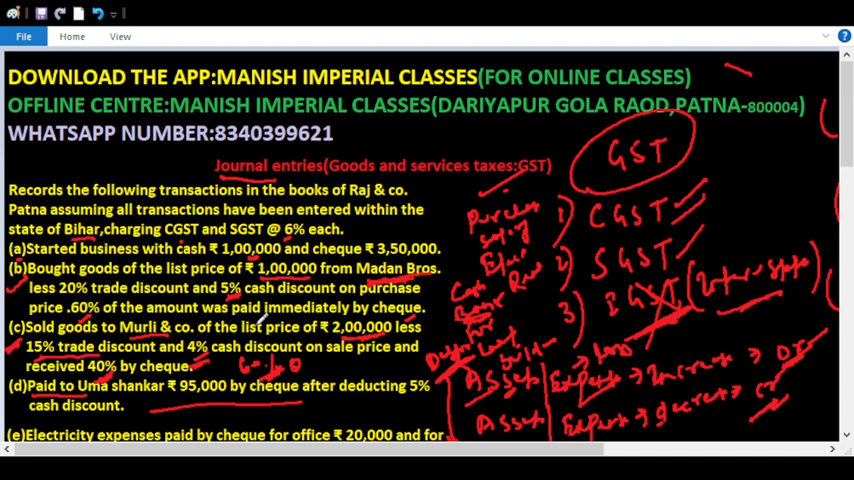 File Home View
DOWNLOAD THE APP:MANISH IMPERIAL CLASSES(FOR ONLINE CLASSES)
OFFLINE CENTRE:MANISH IMPERIAL CLASSES(DARIYAPUR GOLA RAOD,PATNA-800004)
WHATSAPP NUMBER:8340399621
Journal entries(Goods and services taxes:GST)
Records the following transactions in the books of Raj & co.
Patna assuming all transactions have been entered within the
state of Bihar,charging CGST and SGST @ 6% each.
(a)Started business with cash ₹ 1,00,000 and cheque ₹ 3,50,000.
(b)Bought goods of the list price of ₹ 1,00,000 from Madan Bros.
less 20% trade discount and 5% cash discount on purchase
price .60% of the amount was paid immediately by cheque.
(c)Sold goods to Murli & co. of the list price of ₹ 2,00,000 less
15% trade discount and 4% cash discount on sale price and
received 40% by cheque.
(d)Paid to Uma shankar ₹ 95,000 by cheque after deducting 5%
cash discount.
(e)Electricity expenses paid by cheque for office ₹ 20,000 and for
GST
1) CGST
2) SGST
3) IGST
Asset
Asset